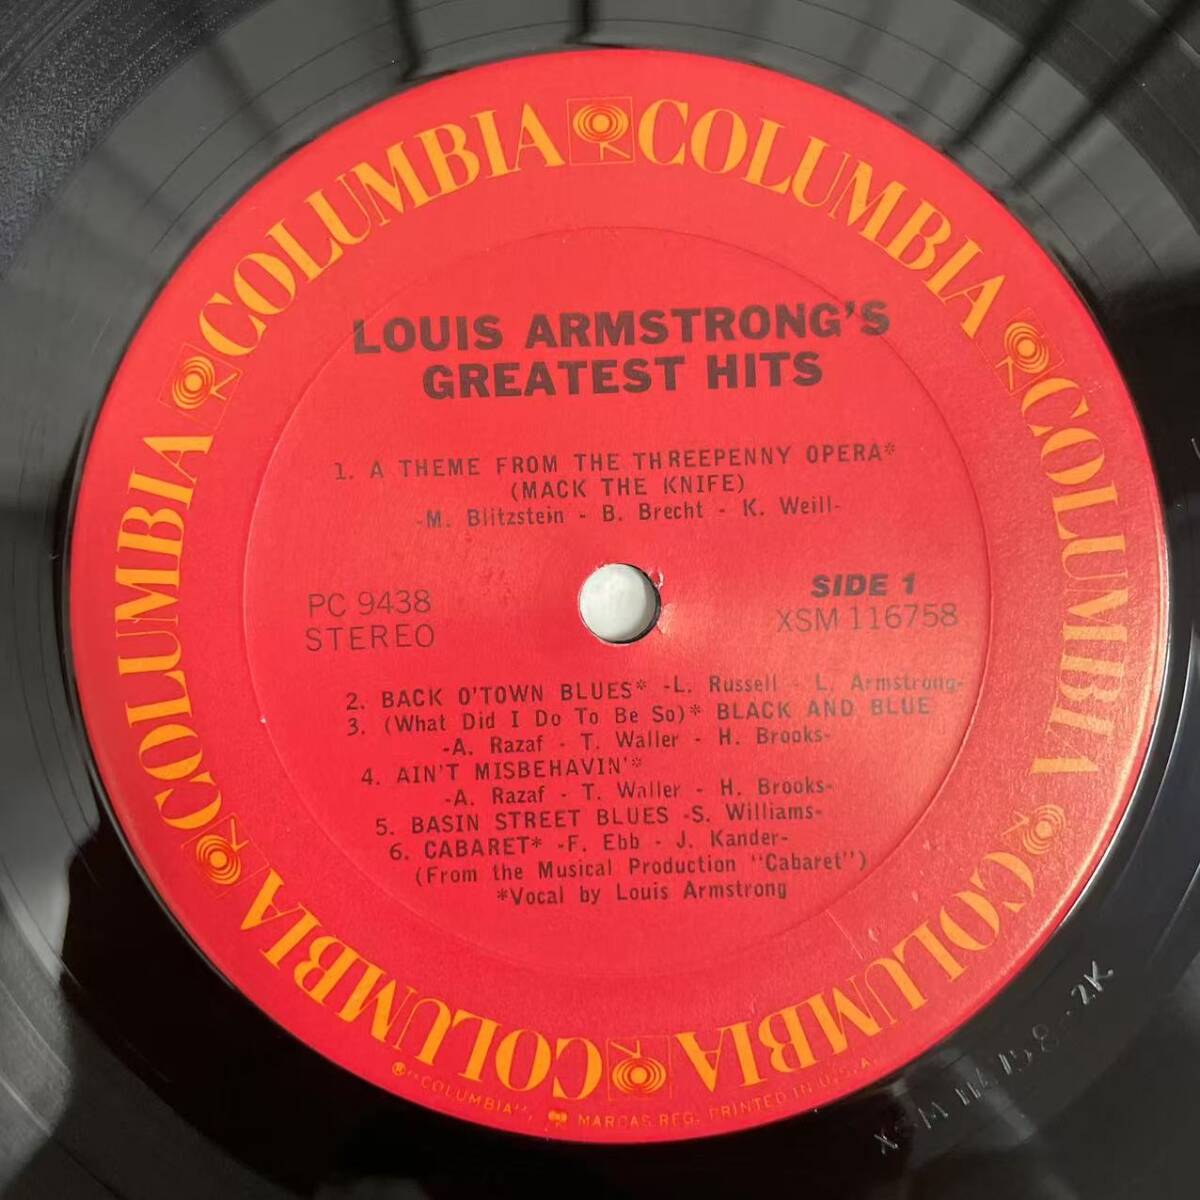 COLUMBIA COLUMBIA COLUMBIA COLUMBIA COLUMBIA COLUMBIA COLUMBIA
LOUIS ARMSTRONG'S
GREATEST HITS
1. A THEME FROM THE THREEPENNY OPERA*
(MACK THE KNIFE)
-M. Blitzstein - B. Brecht - K. Weill-
PC 9438
STEREO
SIDE 1
XSM 116758
2. BACK O'TOWN BLUES* -L. Russell - L. Armstrong-
3. (What Did I Do To Be So)* BLACK AND BLUE
-A. Razaf - T. Waller - H. Brooks-
4. AIN'T MISBEHAVIN'*
-A. Razaf - T. Waller - H. Brooks-
5. BASIN STREET BLUES -S. Williams-
6. CABARET* -F. Ebb - J. Kander-
(From the Musical Production "Cabaret")
*Vocal by Louis Armstrong
® "COLUMBIA", MARCAS REG. PRINTED IN U.S.A.
XSM 116758-2K